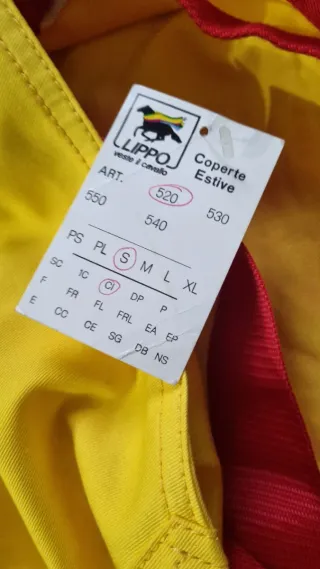 LIPPO
veste il cavallo
Coperte
Estive
ART.
520
530
540
550
PS PL S M L XL
SC 1C CI DP P
F FR FL FRL EA EP
E CC CE SG DB NS